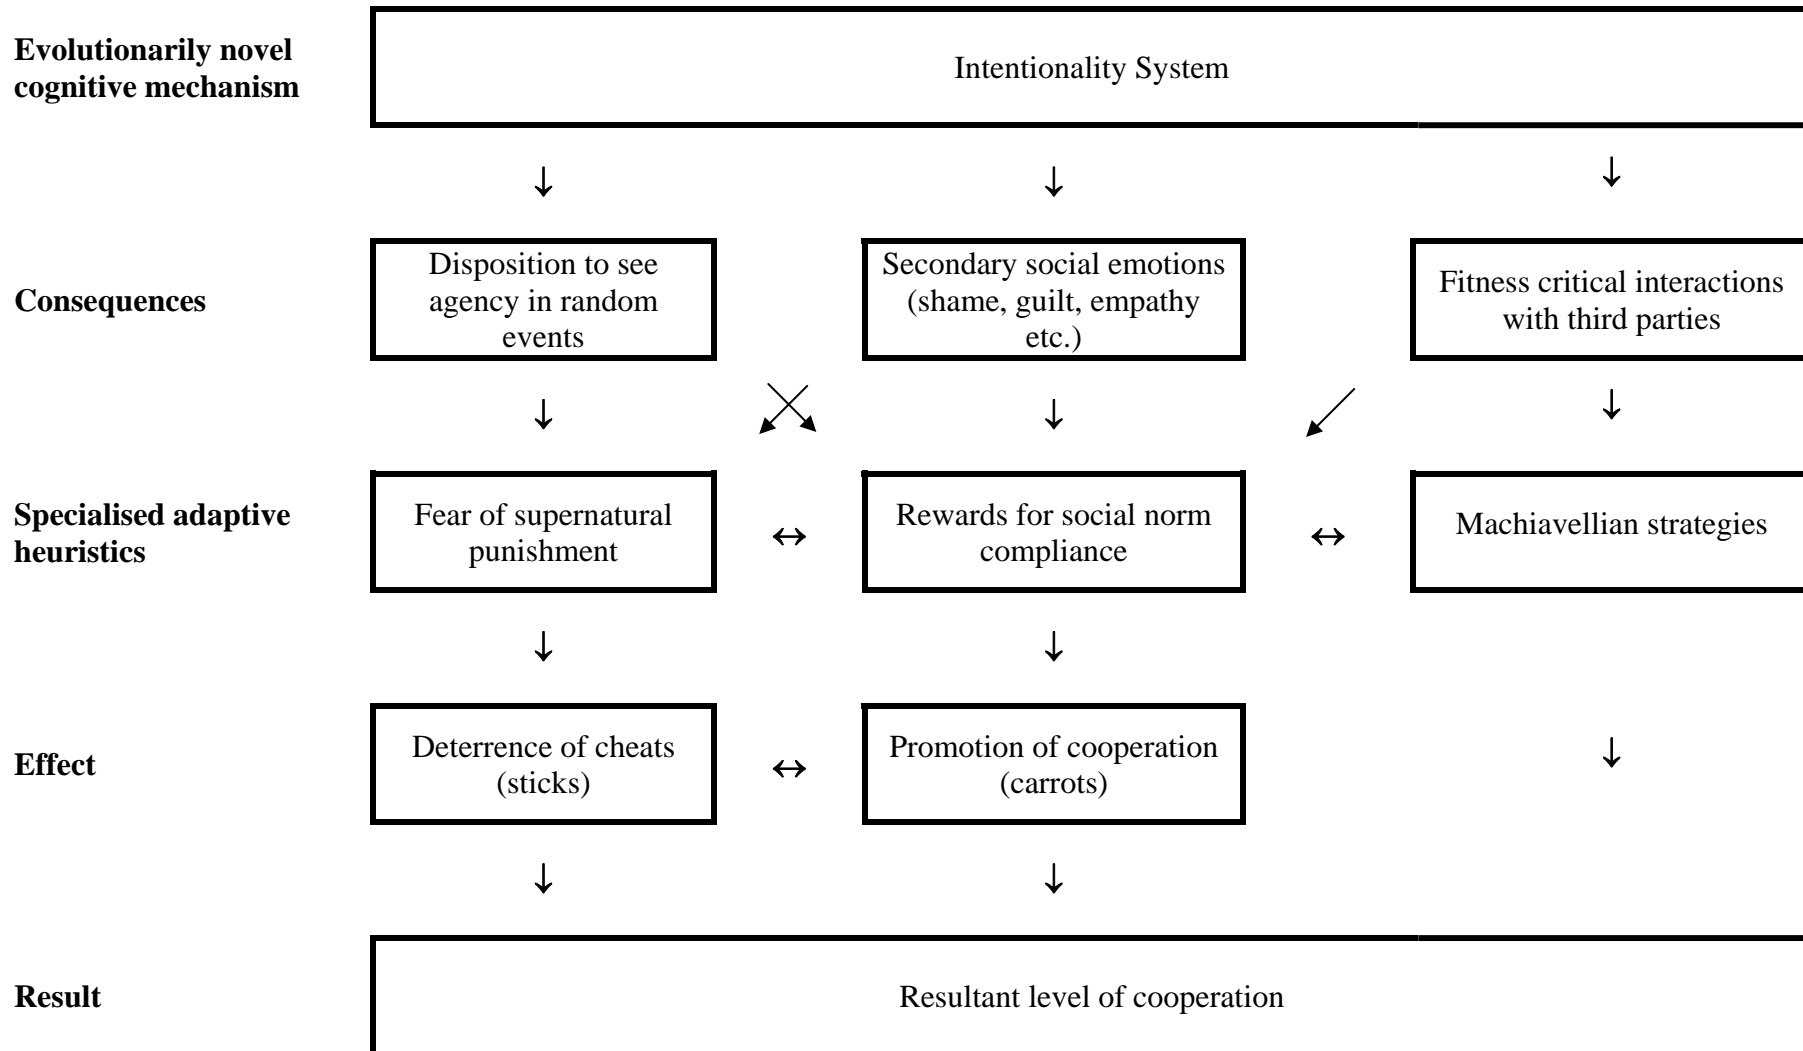 Evolutionarily novel
cognitive mechanism
Intentionality System
↓
↓
↓
Consequences
Disposition to see
agency in random
events
Secondary social emotions
(shame, guilt, empathy
etc.)
Fitness critical interactions
with third parties
↓
↓
↓
Specialised adaptive
heuristics
Fear of supernatural
punishment
↔
Rewards for social norm
compliance
↔
Machiavellian strategies
↓
↓
Effect
Deterrence of cheats
(sticks)
↔
Promotion of cooperation
(carrots)
↓
↓
↓
Result
Resultant level of cooperation